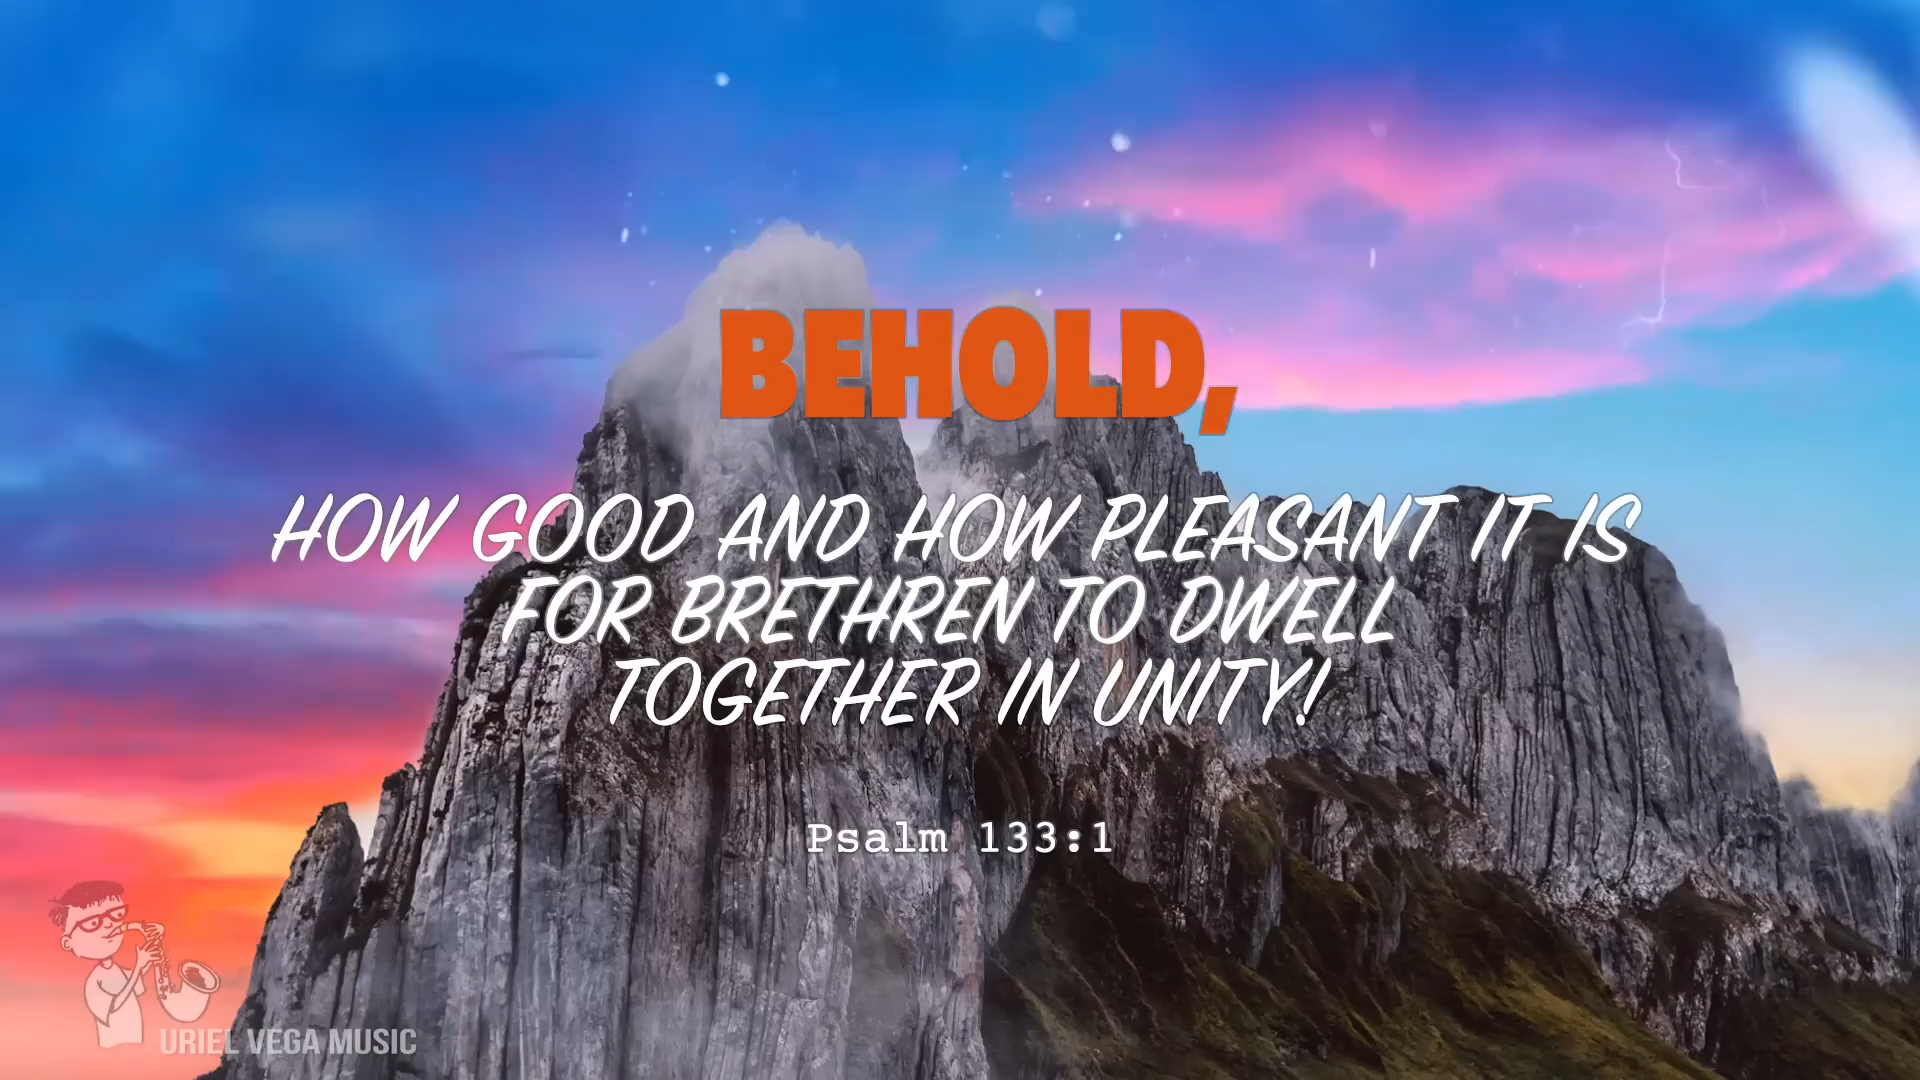 BEHOLD,
HOW GOOD AND HOW PLEASANT IT IS
FOR BRETHREN TO DWELL
TOGETHER IN UNITY!
Psalm 133:1
URIEL VEGA MUSIC